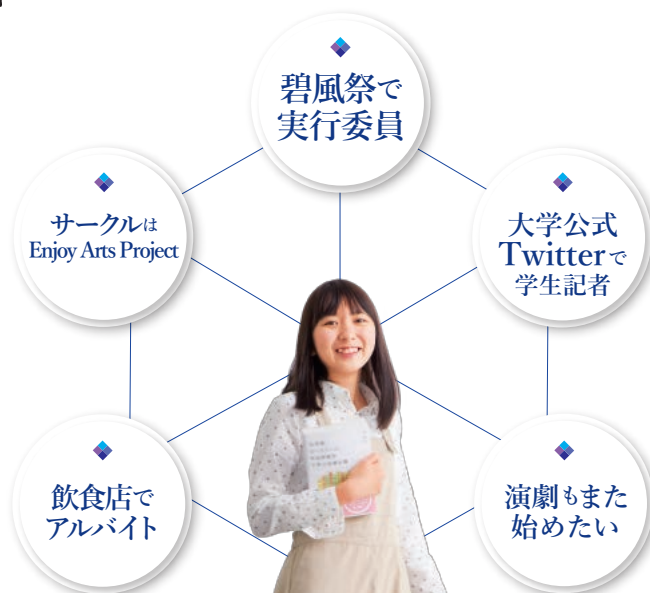 碧風祭で
実行委員
サークルは
Enjoy Arts Project
大学公式
Twitterで
学生記者
飲食店で
アルバイト
演劇もまた
始めたい